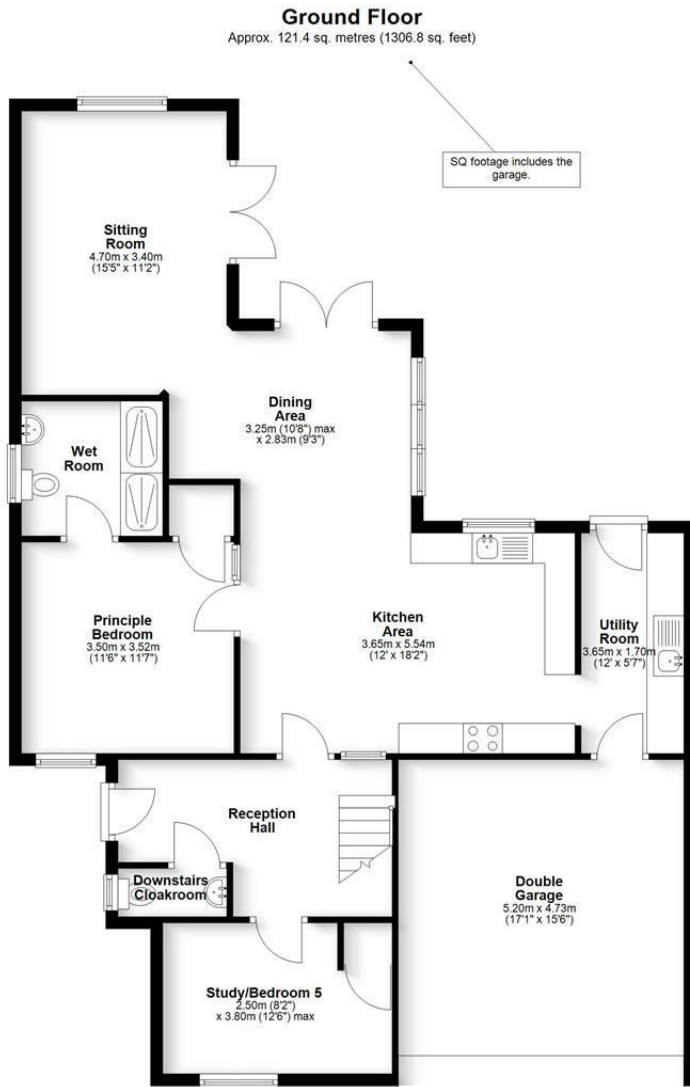 Ground Floor
Approx. 121.4 sq. metres (1306.8 sq. feet)
SQ footage includes the
garage.
Sitting
Room
4.70m x 3.40m
(15'5" x 11'2")
Dining
Area
3.25m (10'8") max
x 2.83m (9'3")
Wet
Room
Principle
Bedroom
3.50m x 3.52m
(11'6" x 11'7")
Kitchen
Area
3.65m x 5.54m
(12' x 18'2")
Utility
Room
3.65m x 1.70m
(12' x 5'7")
Reception
Hall
Downstairs
Cloakroom
Double
Garage
5.20m x 4.73m
(17'1" x 15'6")
Study/Bedroom 5
2.50m (8'2")
x 3.80m (12'6") max